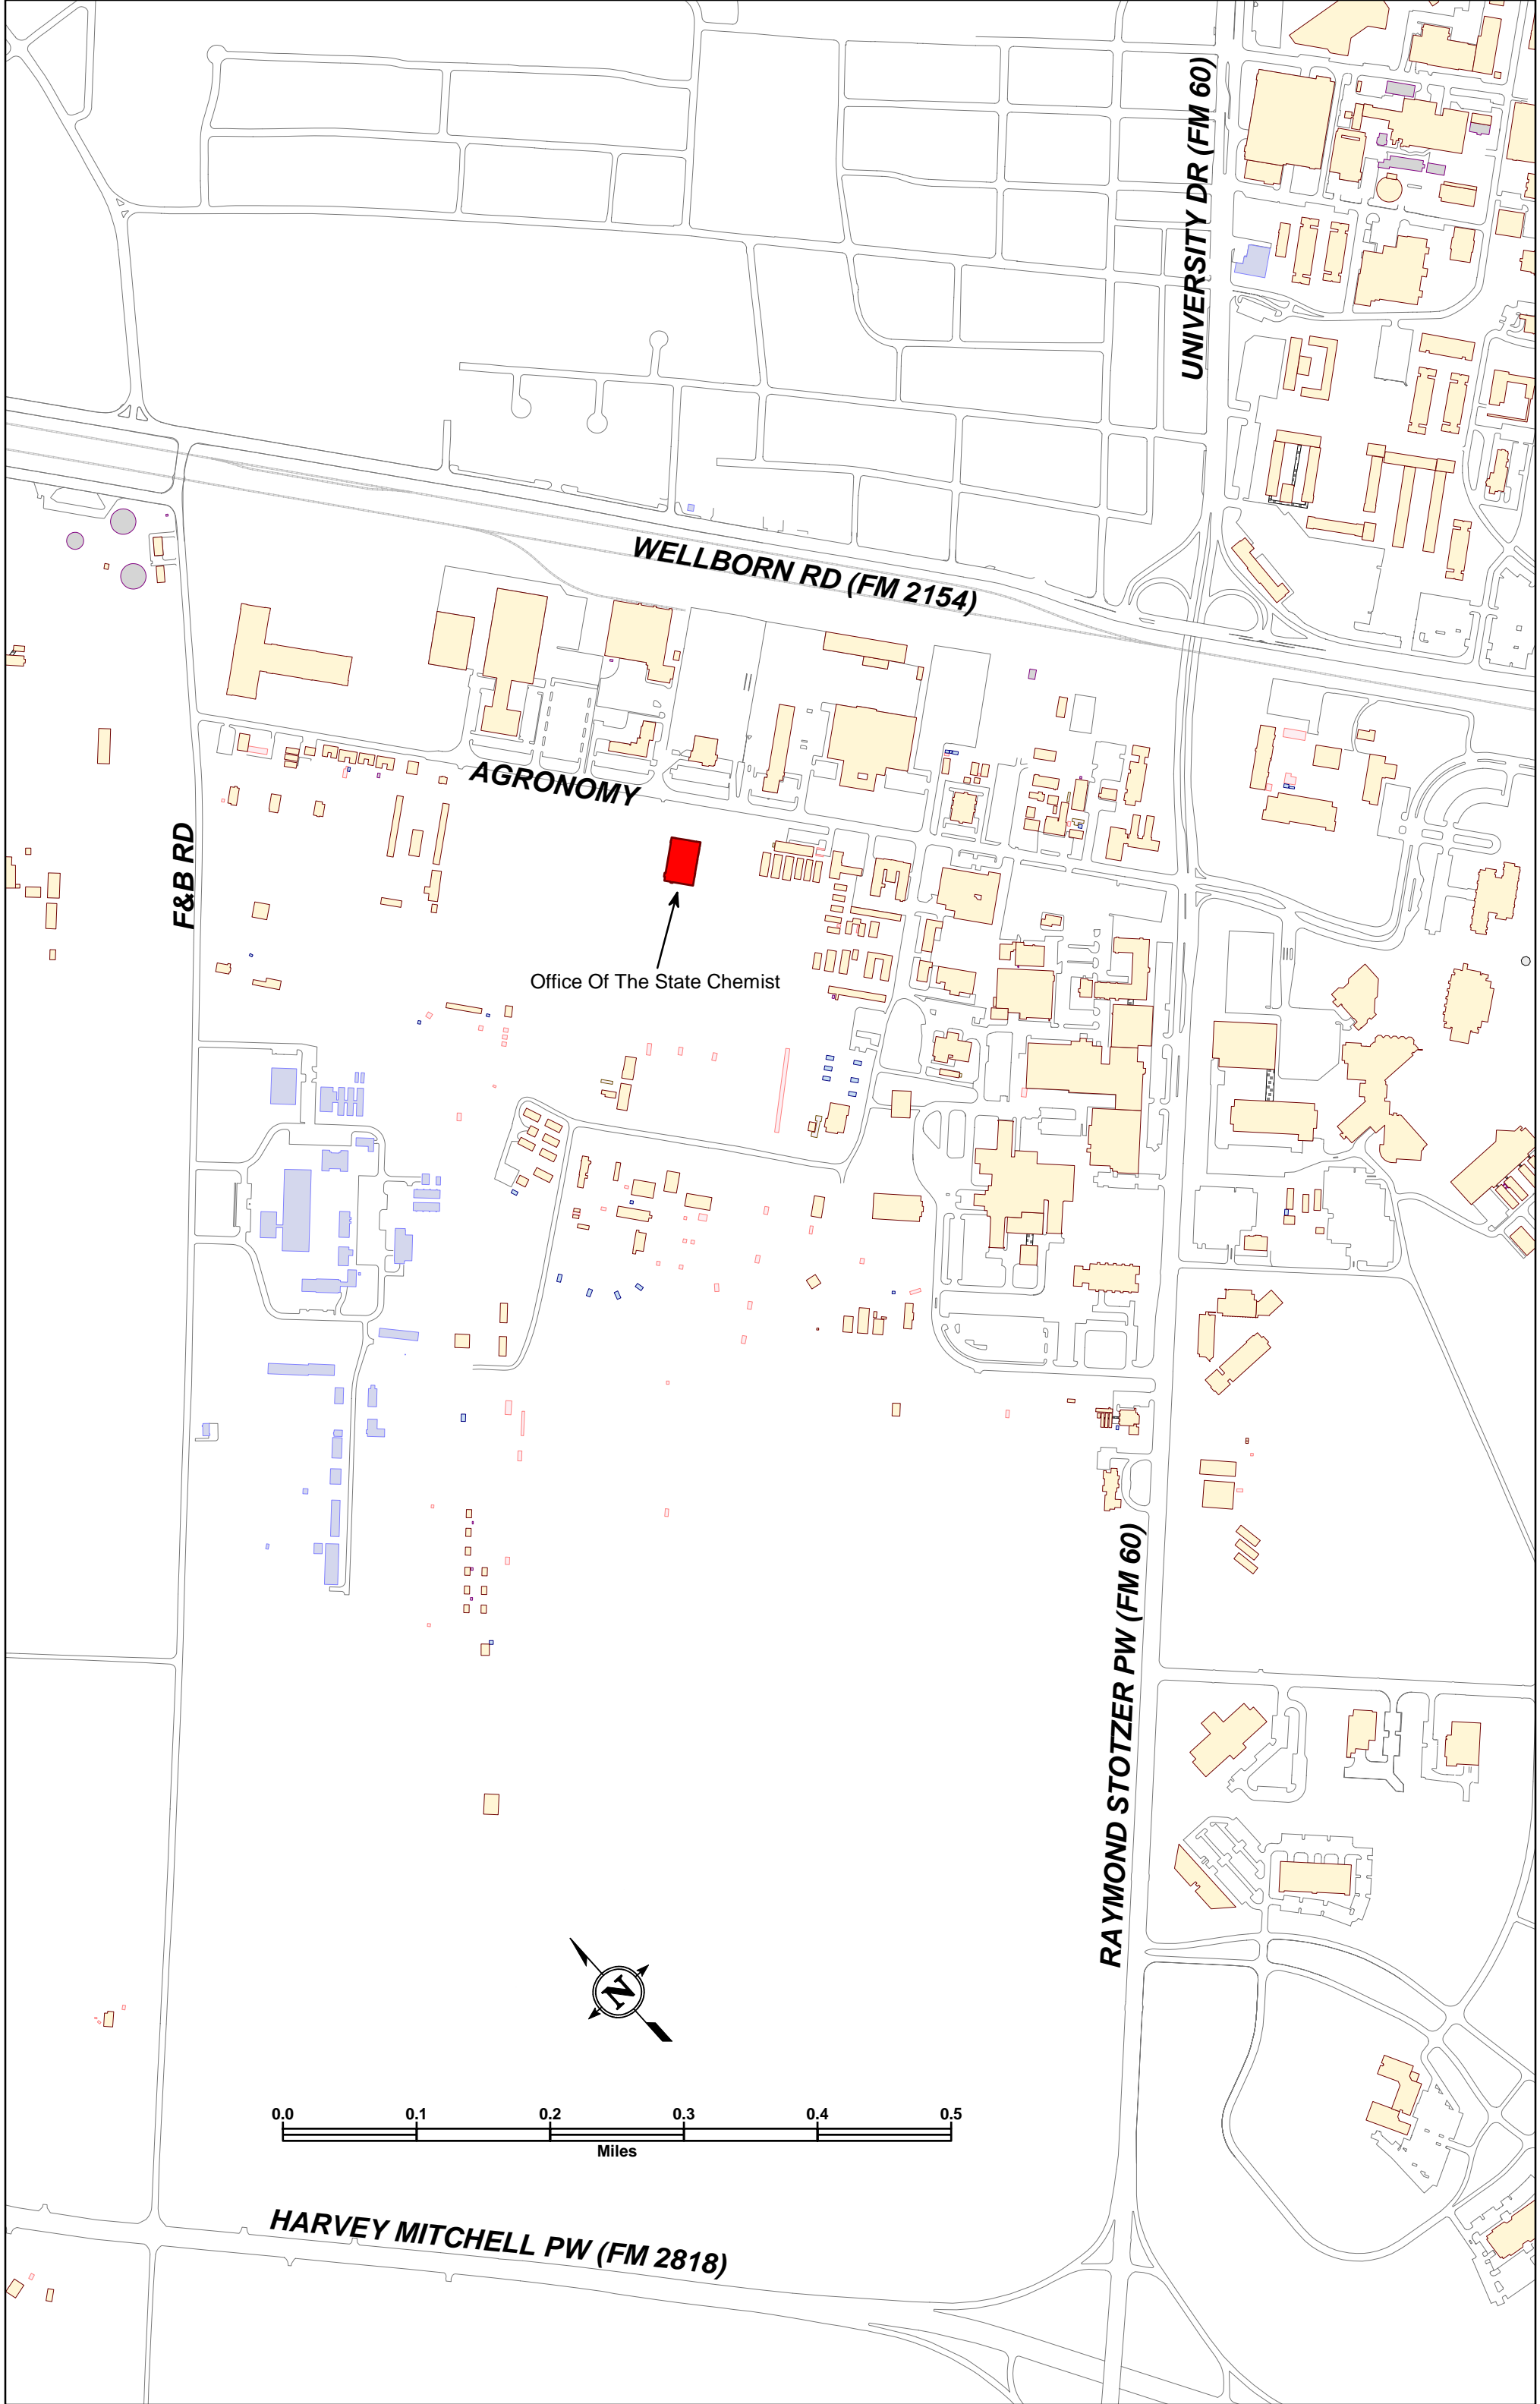 UNIVERSITY DR (FM 60)
WELLBORN RD (FM 2154)
AGRONOMY
F&B RD
Office Of The State Chemist
RAYMOND STOTZER PW (FM 60)
N
0.0 0.1 0.2 0.3 0.4 0.5
Miles
HARVEY MITCHELL PW (FM 2818)